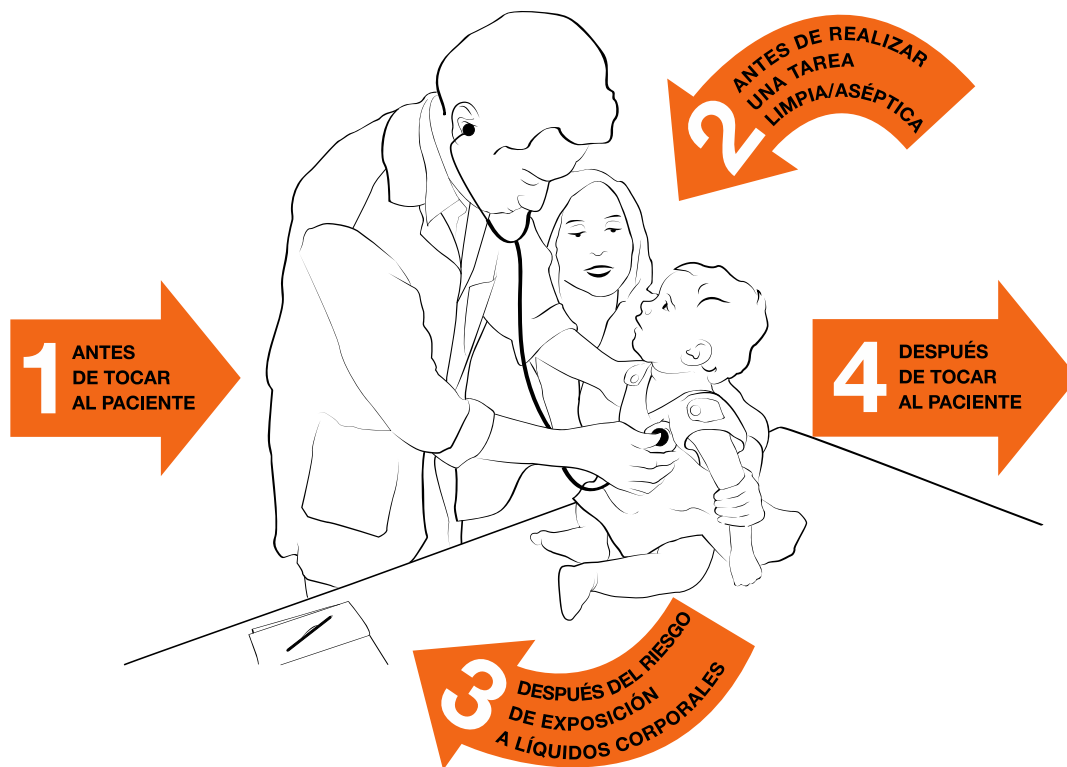 1
ANTES
DE TOCAR
AL PACIENTE
2
ANTES DE REALIZAR
UNA TAREA
LIMPIA/ASÉPTICA
3
DESPUÉS DEL RIESGO
DE EXPOSICIÓN
A LÍQUIDOS CORPORALES
4
DESPUÉS
DE TOCAR
AL PACIENTE